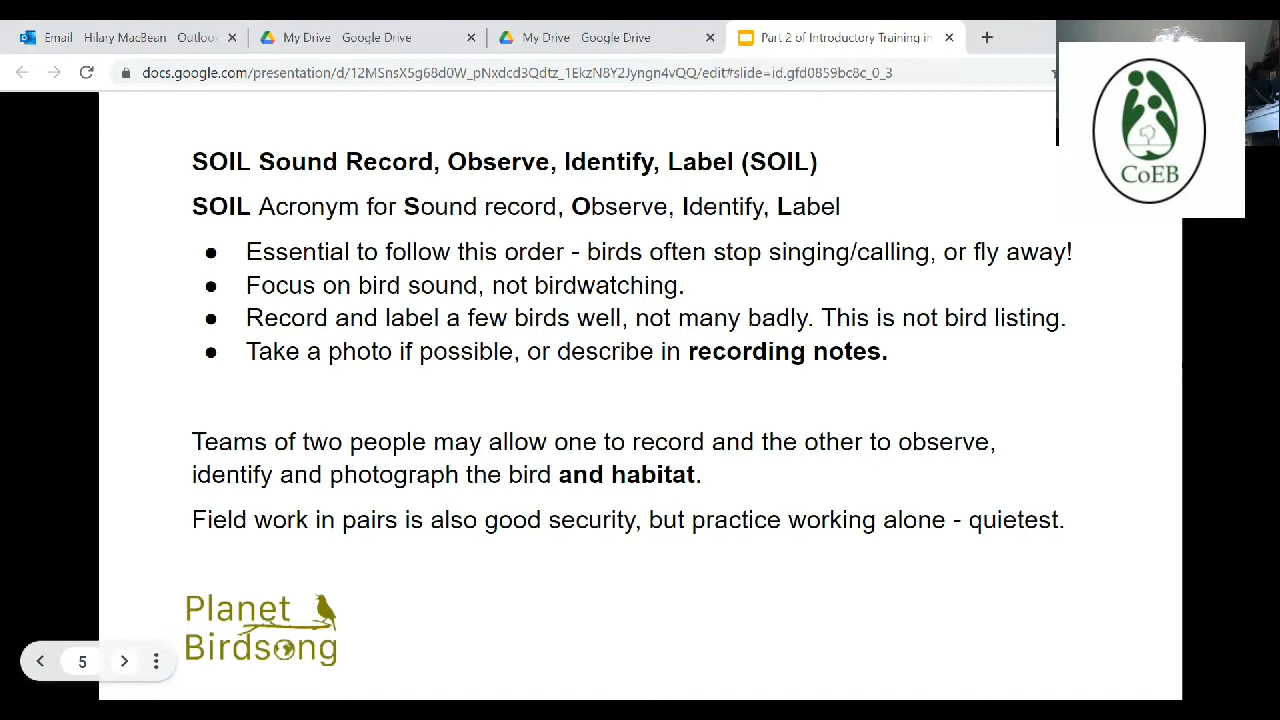 Email Hilary MacBean Outloo
My Drive Google Drive
My Drive Google Drive
Part 2 of Introductory Training in
docs.google.com/presentation/d/12MSnsX5g68d0W_pNxdcd3Qdtz_1EkzN8Y2Jyngn4vQQ/edit#slide=id.gfd0859bc8c_0_3
CoEB
SOIL Sound Record, Observe, Identify, Label (SOIL)
SOIL Acronym for Sound record, Observe, Identify, Label
● Essential to follow this order - birds often stop singing/calling, or fly away!
● Focus on bird sound, not birdwatching.
● Record and label a few birds well, not many badly. This is not bird listing.
● Take a photo if possible, or describe in recording notes.
Teams of two people may allow one to record and the other to observe,
identify and photograph the bird and habitat.
Field work in pairs is also good security, but practice working alone - quietest.
Planet
Birdsong
5